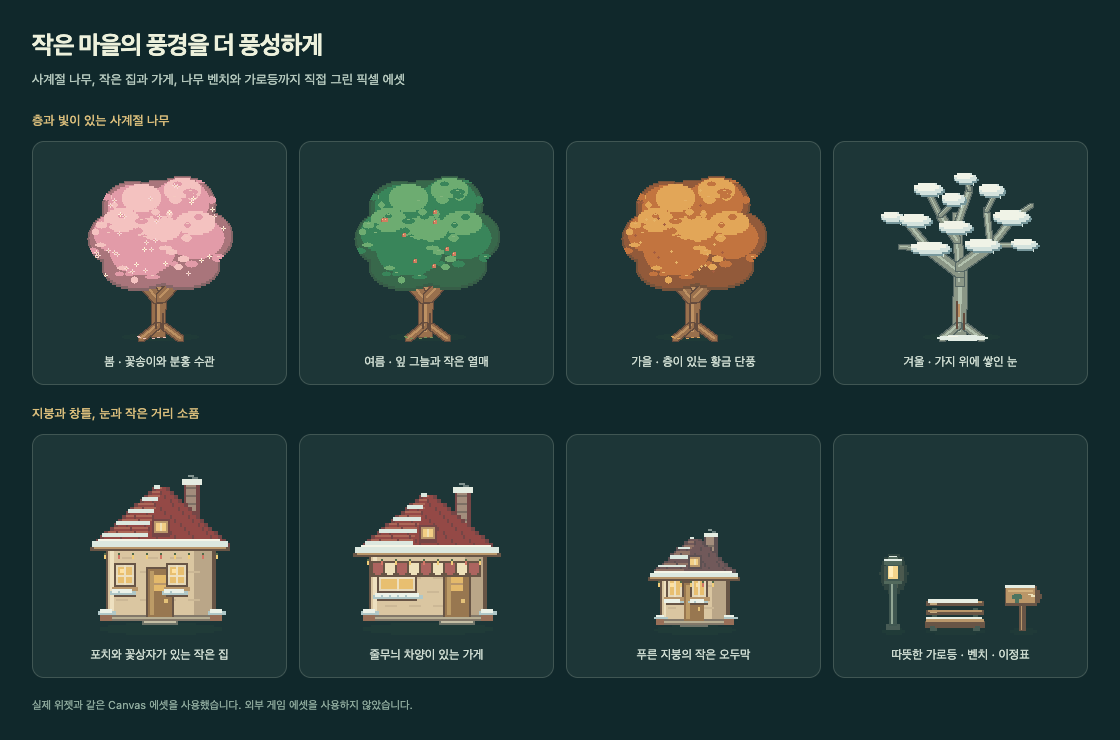 작은 마을의 풍경을 더 풍성하게
사계절 나무, 작은 집과 가게, 나무 벤치와 가로등까지 직접 그린 픽셀 에셋
층과 빛이 있는 사계절 나무
봄 · 꽃송이와 분홍 수관
여름 · 잎 그늘과 작은 열매
가을 · 층이 있는 황금 단풍
겨울 · 가지 위에 쌓인 눈
지붕과 창틀, 눈과 작은 거리 소품
포치와 꽃상자가 있는 작은 집
줄무늬 차양이 있는 가게
푸른 지붕의 작은 오두막
따뜻한 가로등 · 벤치 · 이정표
실제 위젯과 같은 Canvas 에셋을 사용했습니다. 외부 게임 에셋을 사용하지 않았습니다.